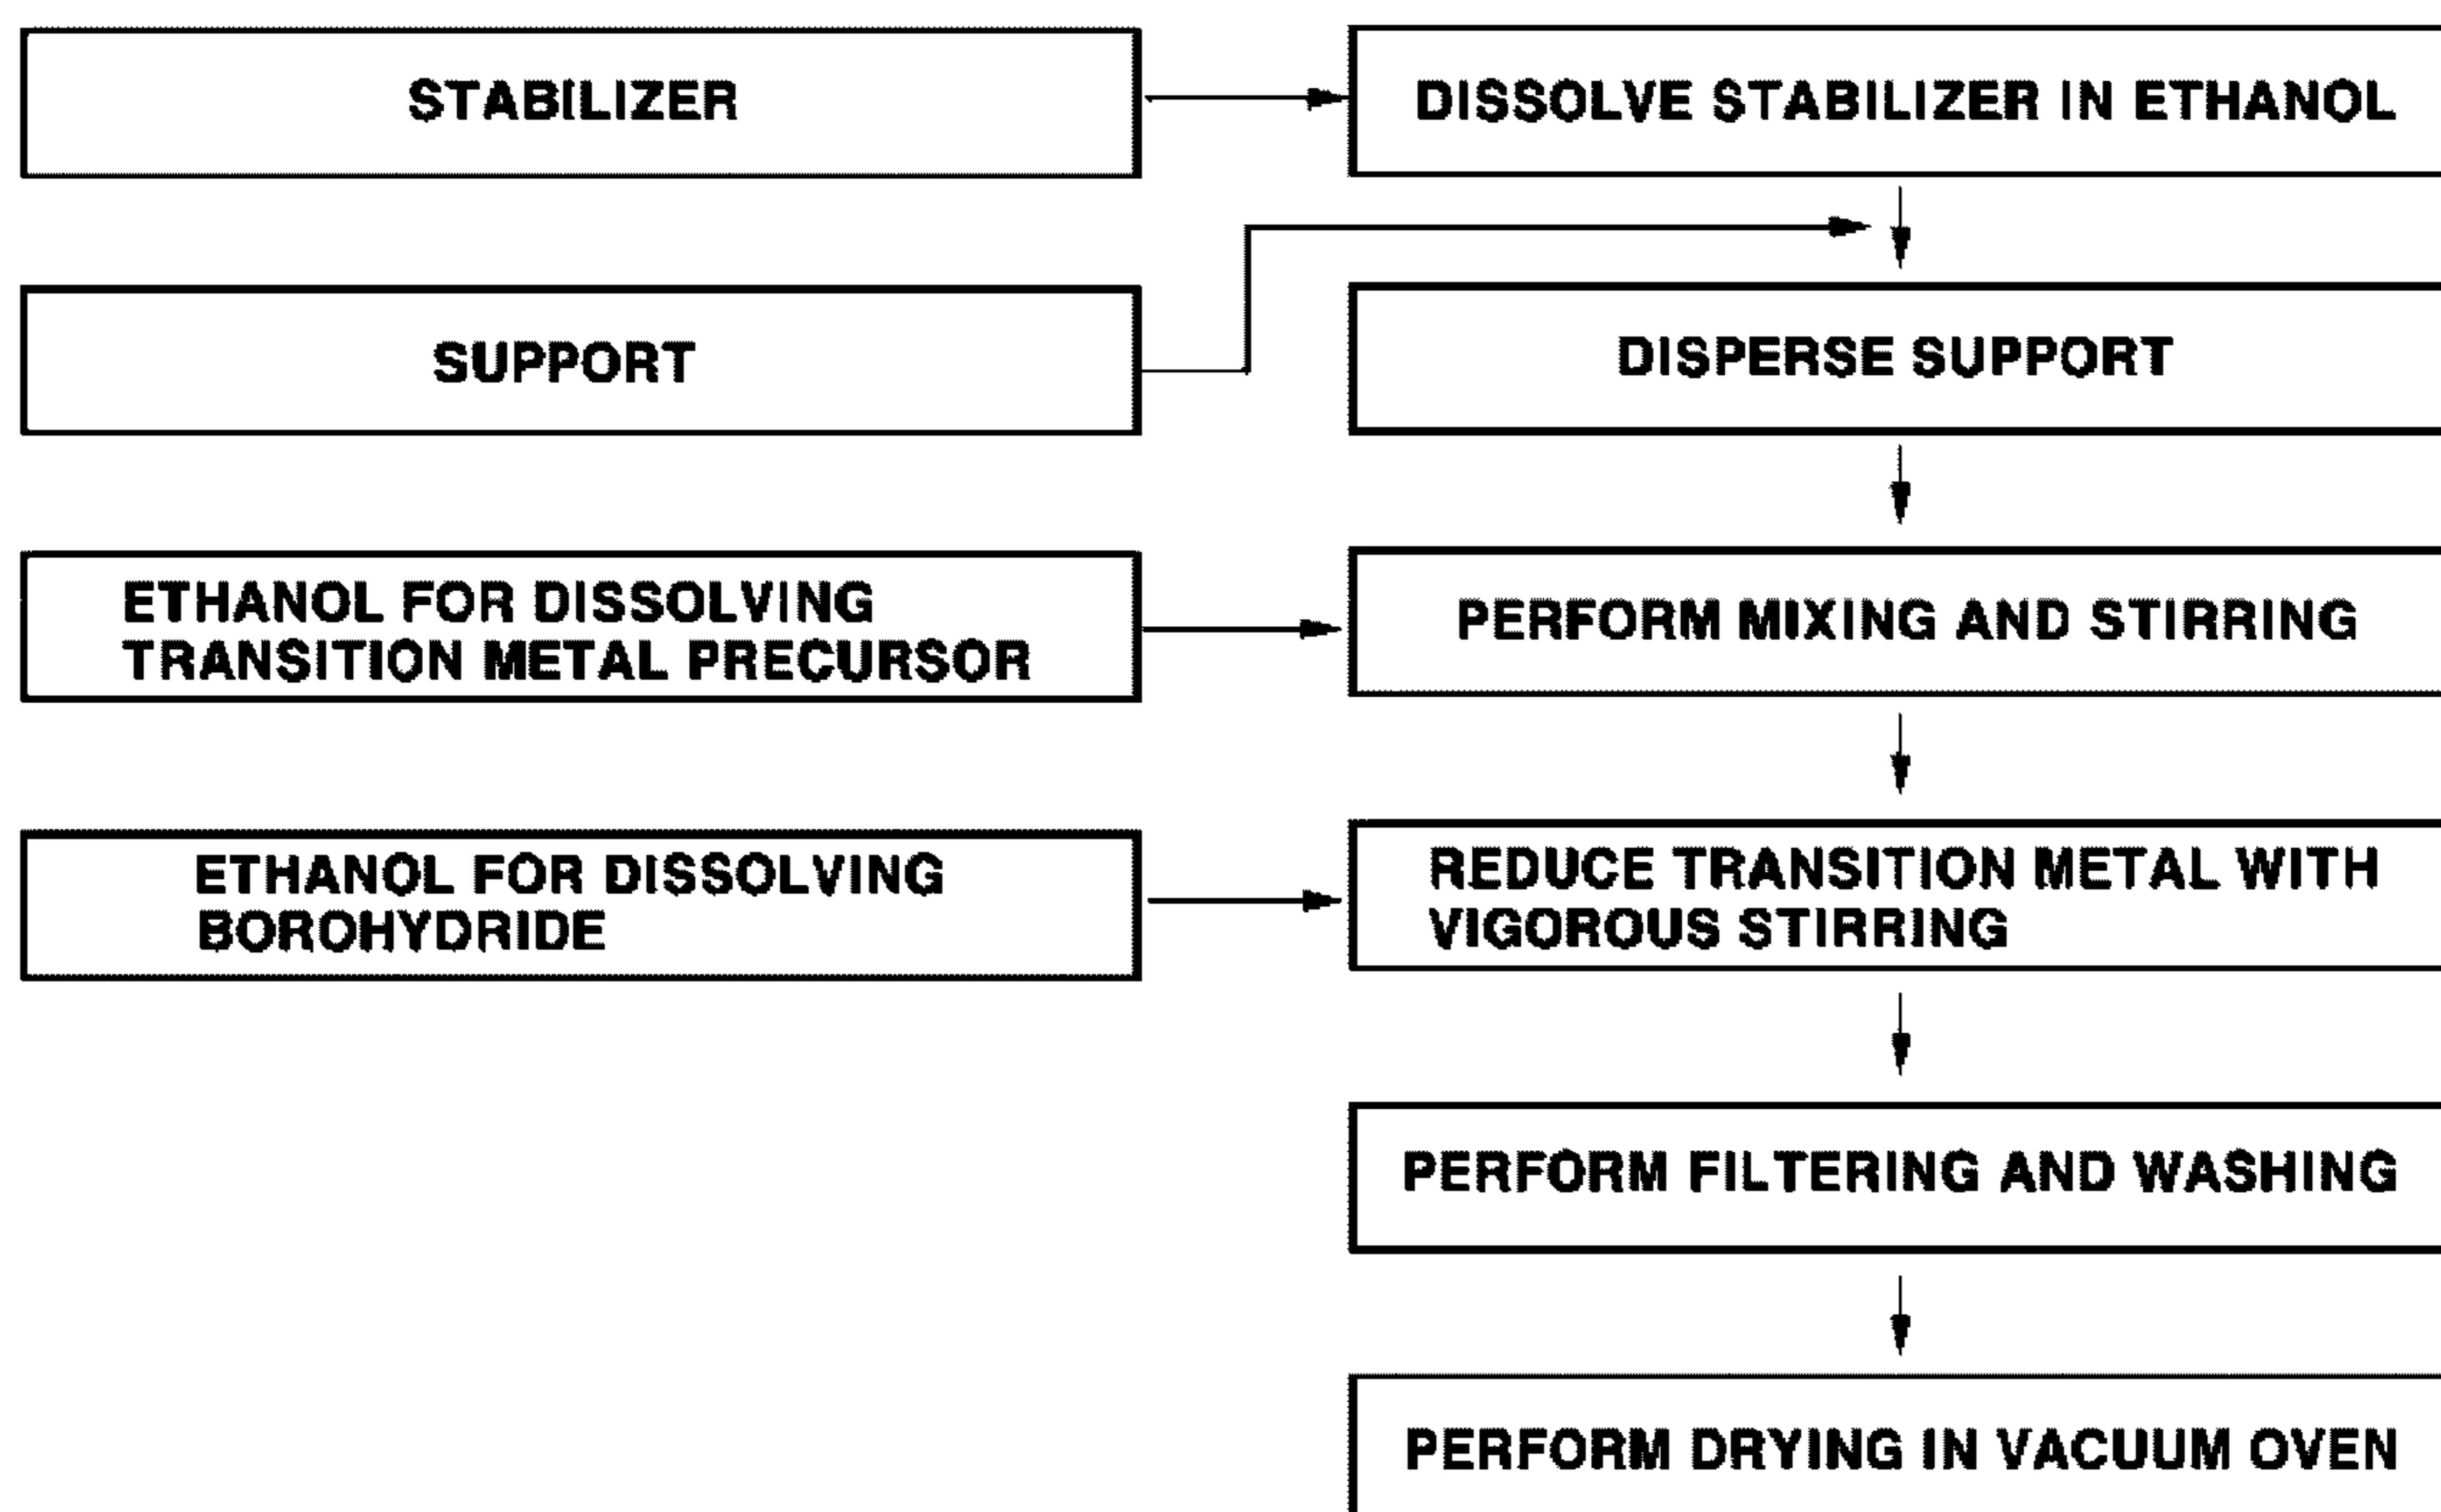 STABILIZER
DISSOLVE STABILIZER IN ETHANOL
SUPPORT
DISPERSE SUPPORT
ETHANOL FOR DISSOLVING
TRANSITION METAL PRECURSOR
PERFORM MIXING AND STIRRING
ETHANOL FOR DISSOLVING
BOROHYDRIDE
REDUCE TRANSITION METAL WITH
VIGOROUS STIRRING
PERFORM FILTERING AND WASHING
PERFORM DRYING IN VACUUM OVEN